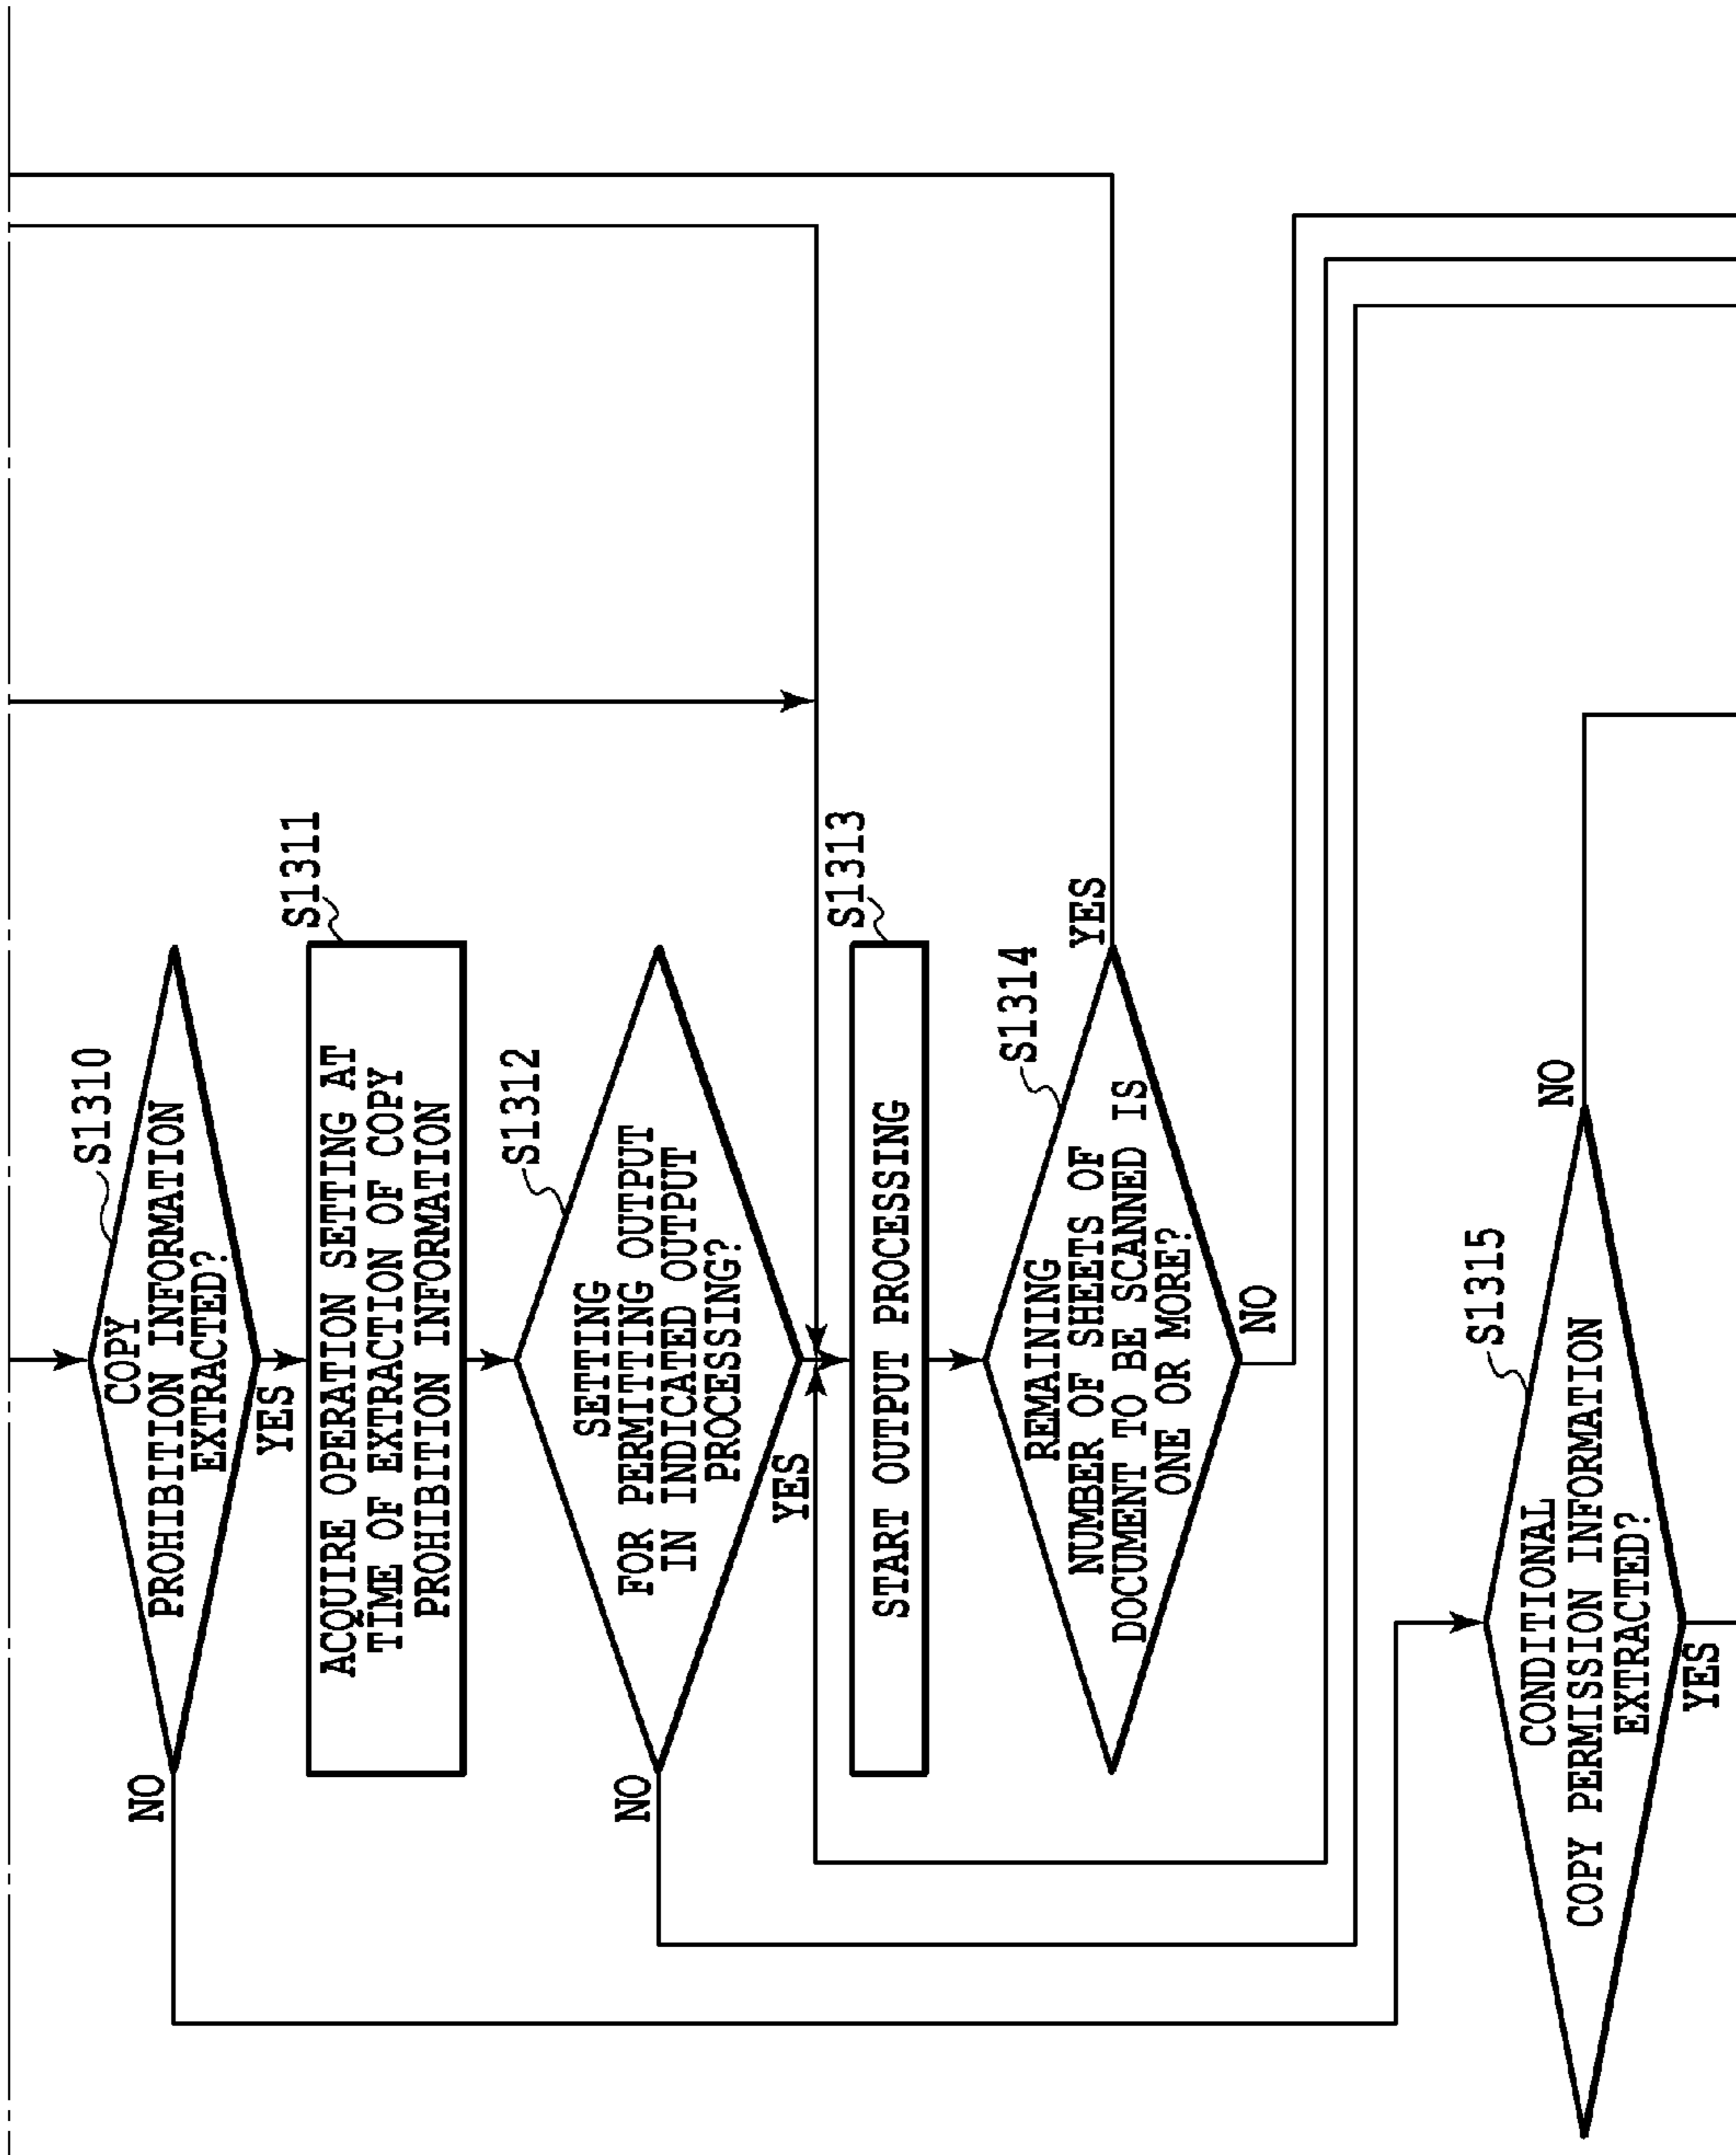 S1310
COPY
PROHIBITION INFORMATION
EXTRACTED?
NO
YES
S1311
ACQUIRE OPERATION SETTING AT
TIME OF EXTRACTION OF COPY
PROHIBITION INFORMATION
S1312
SETTING
FOR PERMITTING OUTPUT
IN INDICATED OUTPUT
PROCESSING?
NO
YES
S1313
START OUTPUT PROCESSING
S1314
REMAINING
NUMBER OF SHEETS OF
DOCUMENT TO BE SCANNED IS
ONE OR MORE?
YES
NO
S1315
CONDITIONAL
COPY PERMISSION INFORMATION
EXTRACTED?
NO
YES